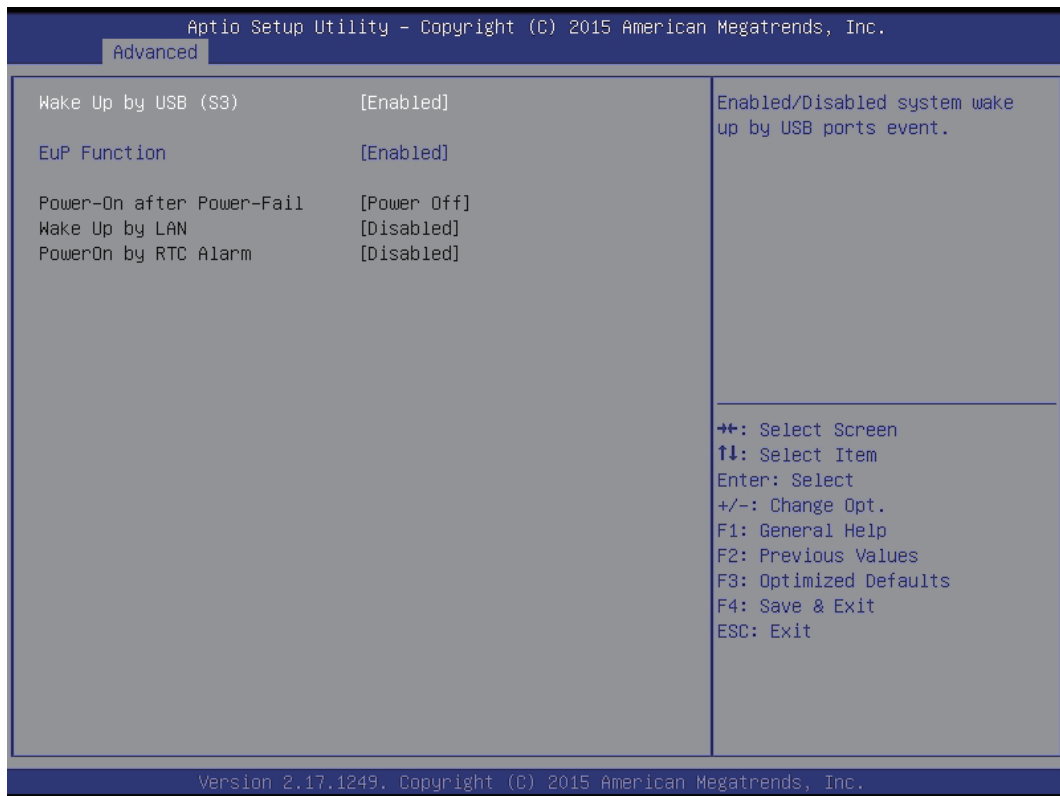 Aptio Setup Utility – Copyright (C) 2015 American Megatrends, Inc.
Advanced
Wake Up by USB (S3) [Enabled]
EuP Function [Enabled]
Power-On after Power-Fail [Power Off]
Wake Up by LAN [Disabled]
PowerOn by RTC Alarm [Disabled]
Enabled/Disabled system wake
up by USB ports event.
→←: Select Screen
↑↓: Select Item
Enter: Select
+/-: Change Opt.
F1: General Help
F2: Previous Values
F3: Optimized Defaults
F4: Save & Exit
ESC: Exit
Version 2.17.1249. Copyright (C) 2015 American Megatrends, Inc.